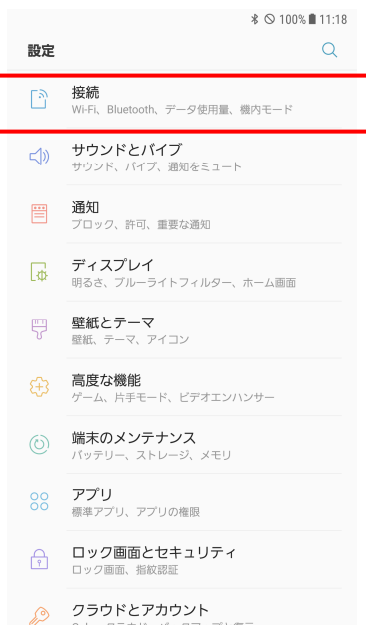 100% 11:18
設定
接続
Wi-Fi、Bluetooth、データ使用量、機内モード
サウンドとバイブ
サウンド、バイブ、通知をミュート
通知
ブロック、許可、重要な通知
ディスプレイ
明るさ、ブルーライトフィルター、ホーム画面
壁紙とテーマ
壁紙、テーマ、アイコン
高度な機能
ゲーム、片手モード、ビデオエンハンサー
端末のメンテナンス
バッテリー、ストレージ、メモリ
アプリ
標準アプリ、アプリの権限
ロック画面とセキュリティ
ロック画面、指紋認証
クラウドとアカウント